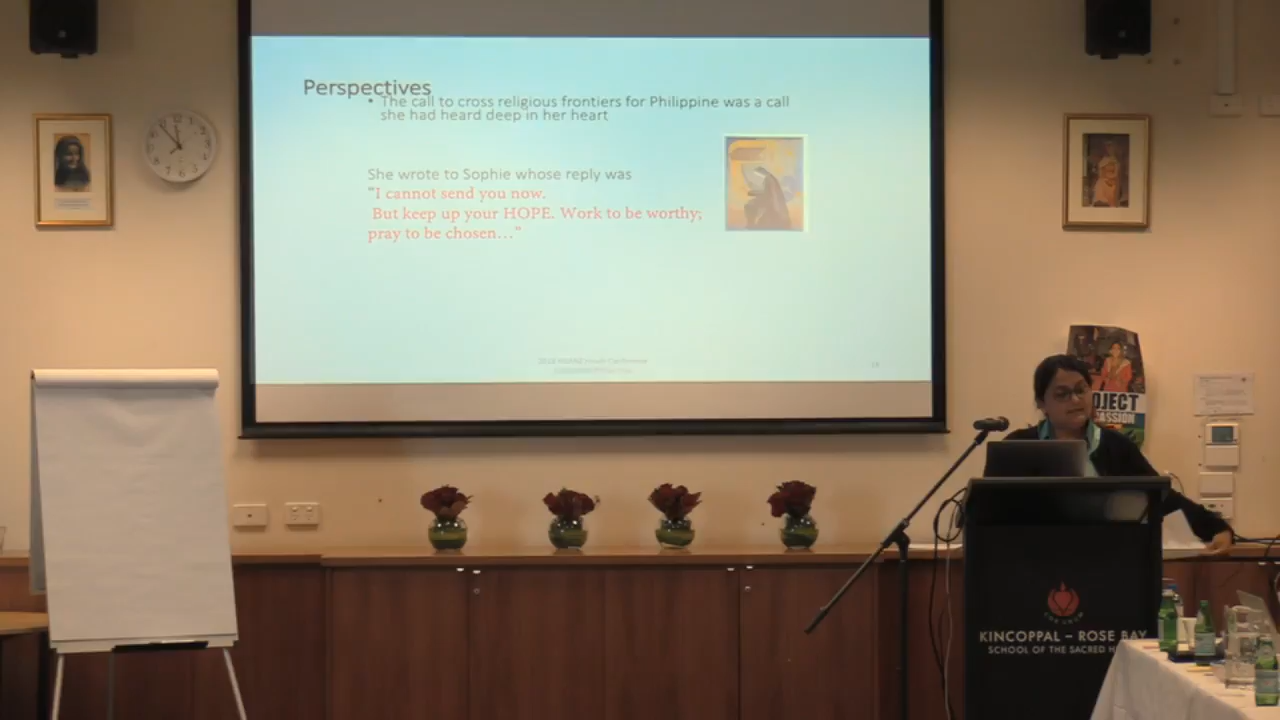 Perspectives
• The call to cross religious frontiers for Philippine was a call
she had heard deep in her heart
She wrote to Sophie whose reply was
"I cannot send you now.
But keep up your HOPE. Work to be worthy;
pray to be chosen..."
OJECT
ASSION
KINCOPPAL – ROSE BAY
SCHOOL OF THE SACRED H